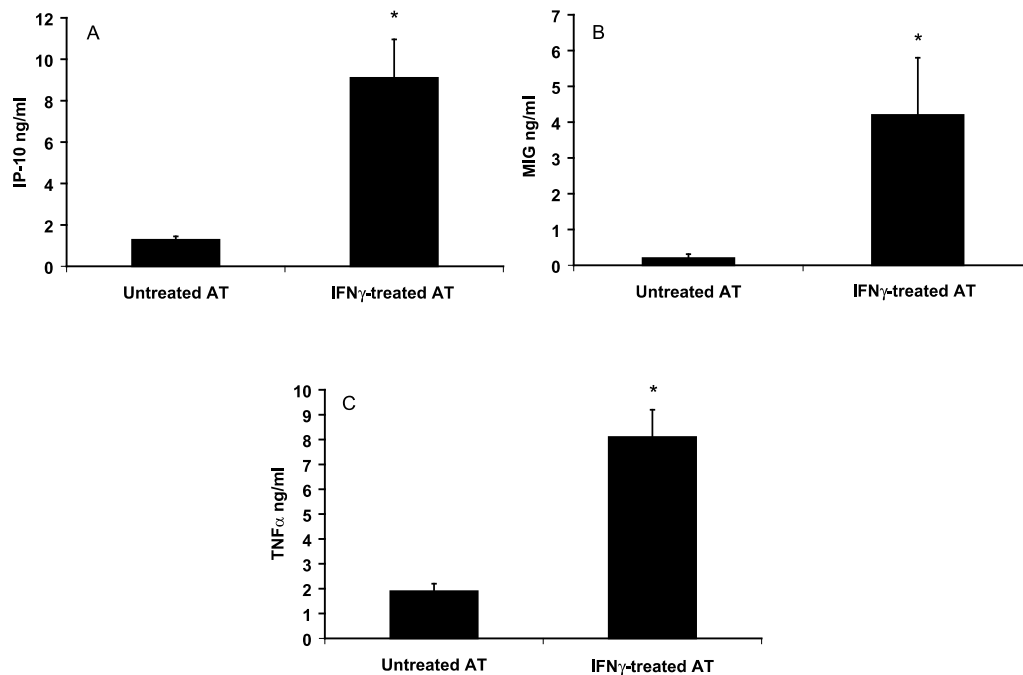 A
12
10
8
6
4
2
0
IP-10 ng/ml
*
Untreated AT
IFNγ-treated AT
B
7
6
5
4
3
2
1
0
MIG ng/ml
*
Untreated AT
IFNγ-treated AT
C
10
9
8
7
6
5
4
3
2
1
0
TNFα ng/ml
*
Untreated AT
IFNγ-treated AT